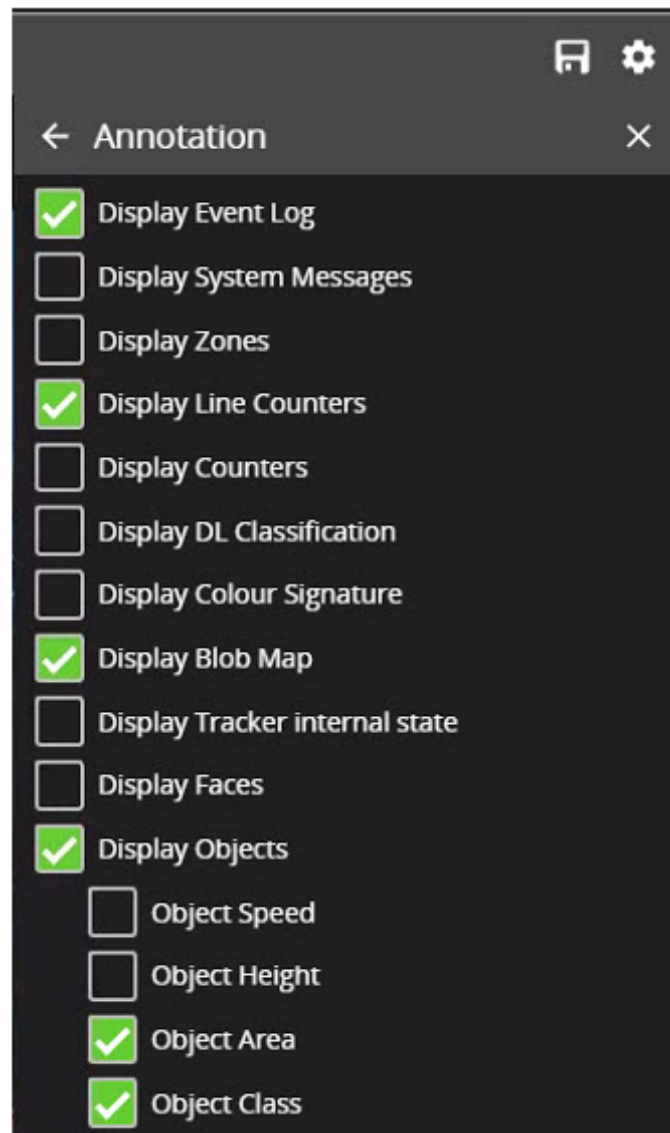 Annotation
Display Event Log
Display System Messages
Display Zones
Display Line Counters
Display Counters
Display DL Classification
Display Colour Signature
Display Blob Map
Display Tracker internal state
Display Faces
Display Objects
Object Speed
Object Height
Object Area
Object Class